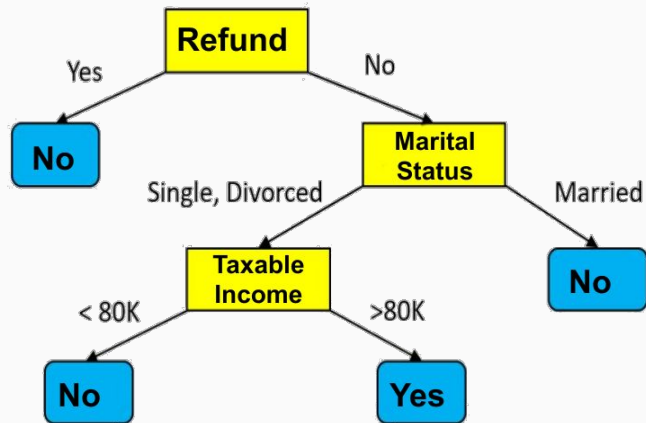 Refund
Yes
No
No
Marital
Status
Single, Divorced
Married
Taxable
Income
No
< 80K
>80K
No
Yes